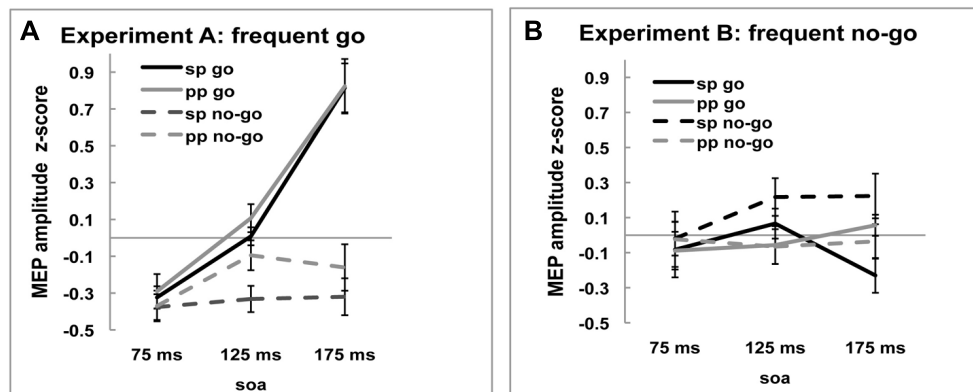 A
Experiment A: frequent go
MEP amplitude z-score
0.9
0.7
0.5
0.3
0.1
-0.1
-0.3
-0.5
sp go
pp go
sp no-go
pp no-go
75 ms 125 ms 175 ms
soa
B
Experiment B: frequent no-go
MEP amplitude z-score
0.9
0.7
0.5
0.3
0.1
-0.1
-0.3
-0.5
sp go
pp go
sp no-go
pp no-go
75 ms 125 ms 175 ms
soa